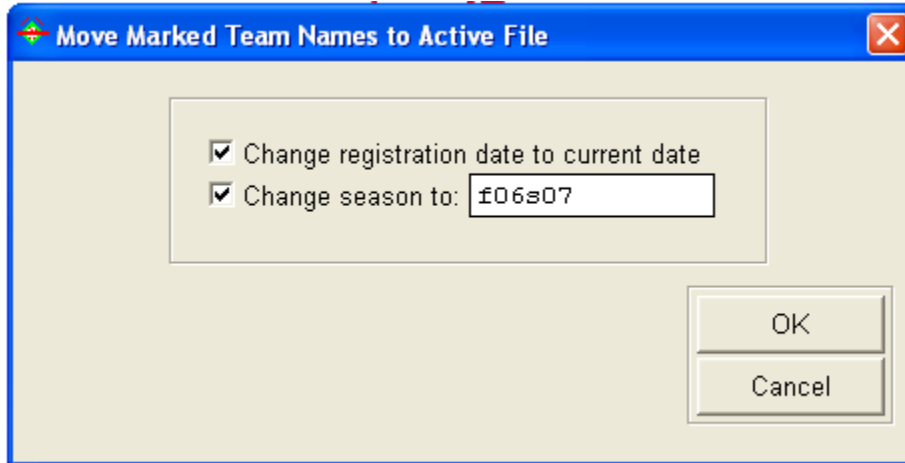 Move Marked Team Names to Active File
Change registration date to current date
Change season to: f06s07
OK
Cancel